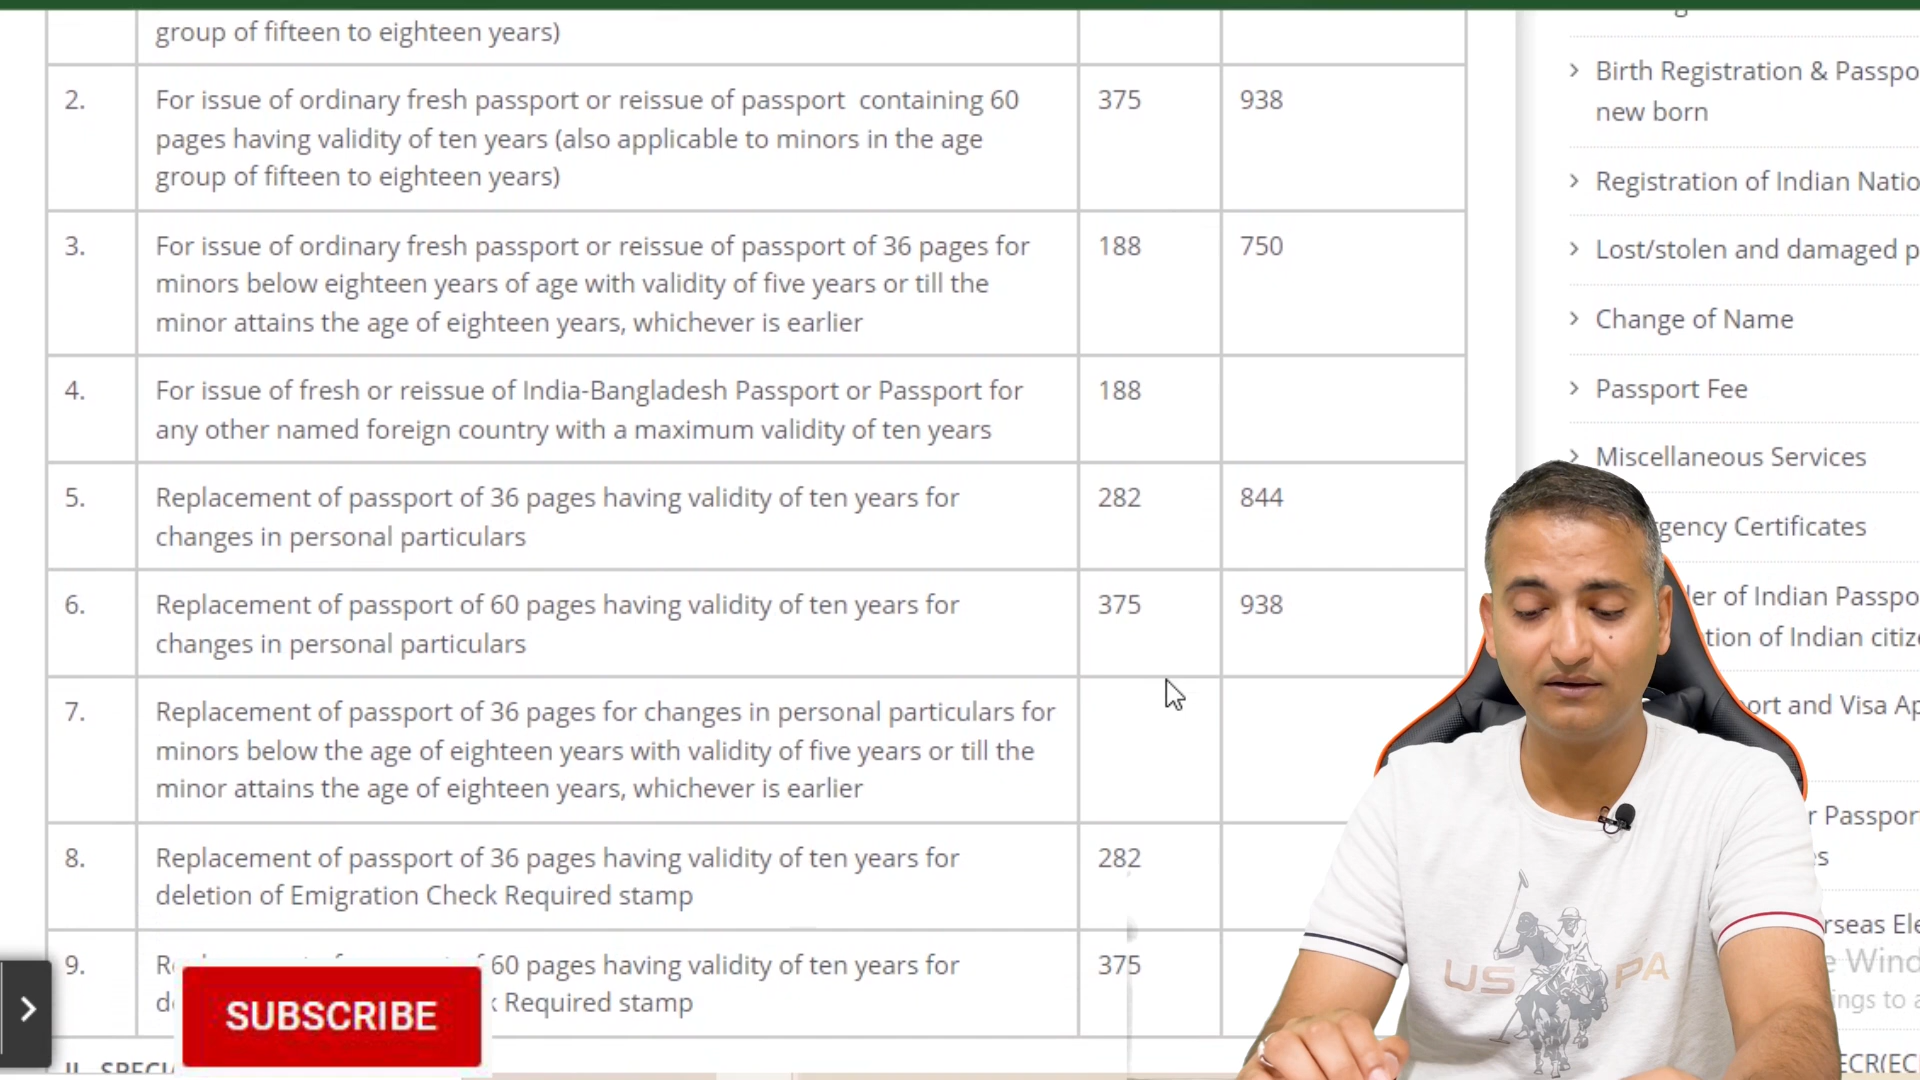 group of fifteen to eighteen years)
2. For issue of ordinary fresh passport or reissue of passport containing 60 375 938
pages having validity of ten years (also applicable to minors in the age
group of fifteen to eighteen years)
3. For issue of ordinary fresh passport or reissue of passport of 36 pages for 188 750
minors below eighteen years of age with validity of five years or till the
minor attains the age of eighteen years, whichever is earlier
4. For issue of fresh or reissue of India-Bangladesh Passport or Passport for 188
any other named foreign country with a maximum validity of ten years
5. Replacement of passport of 36 pages having validity of ten years for 282 844
changes in personal particulars
6. Replacement of passport of 60 pages having validity of ten years for 375 938
changes in personal particulars
7. Replacement of passport of 36 pages for changes in personal particulars for
minors below the age of eighteen years with validity of five years or till the
minor attains the age of eighteen years, whichever is earlier
8. Replacement of passport of 36 pages having validity of ten years for 282
deletion of Emigration Check Required stamp
9. 60 pages having validity of ten years for 375
Required stamp
II. 
SUBSCRIBE
Birth Registration & Passpo
new born
Registration of Indian Natio
Lost/stolen and damaged p
Change of Name
Passport Fee
Miscellaneous Services
gency Certificates
er of Indian Passpo
tion of Indian citize
ort and Visa Ap
r Passpor
s
rseas Ele
e Wind
ings to a
ECR(EC
US PA